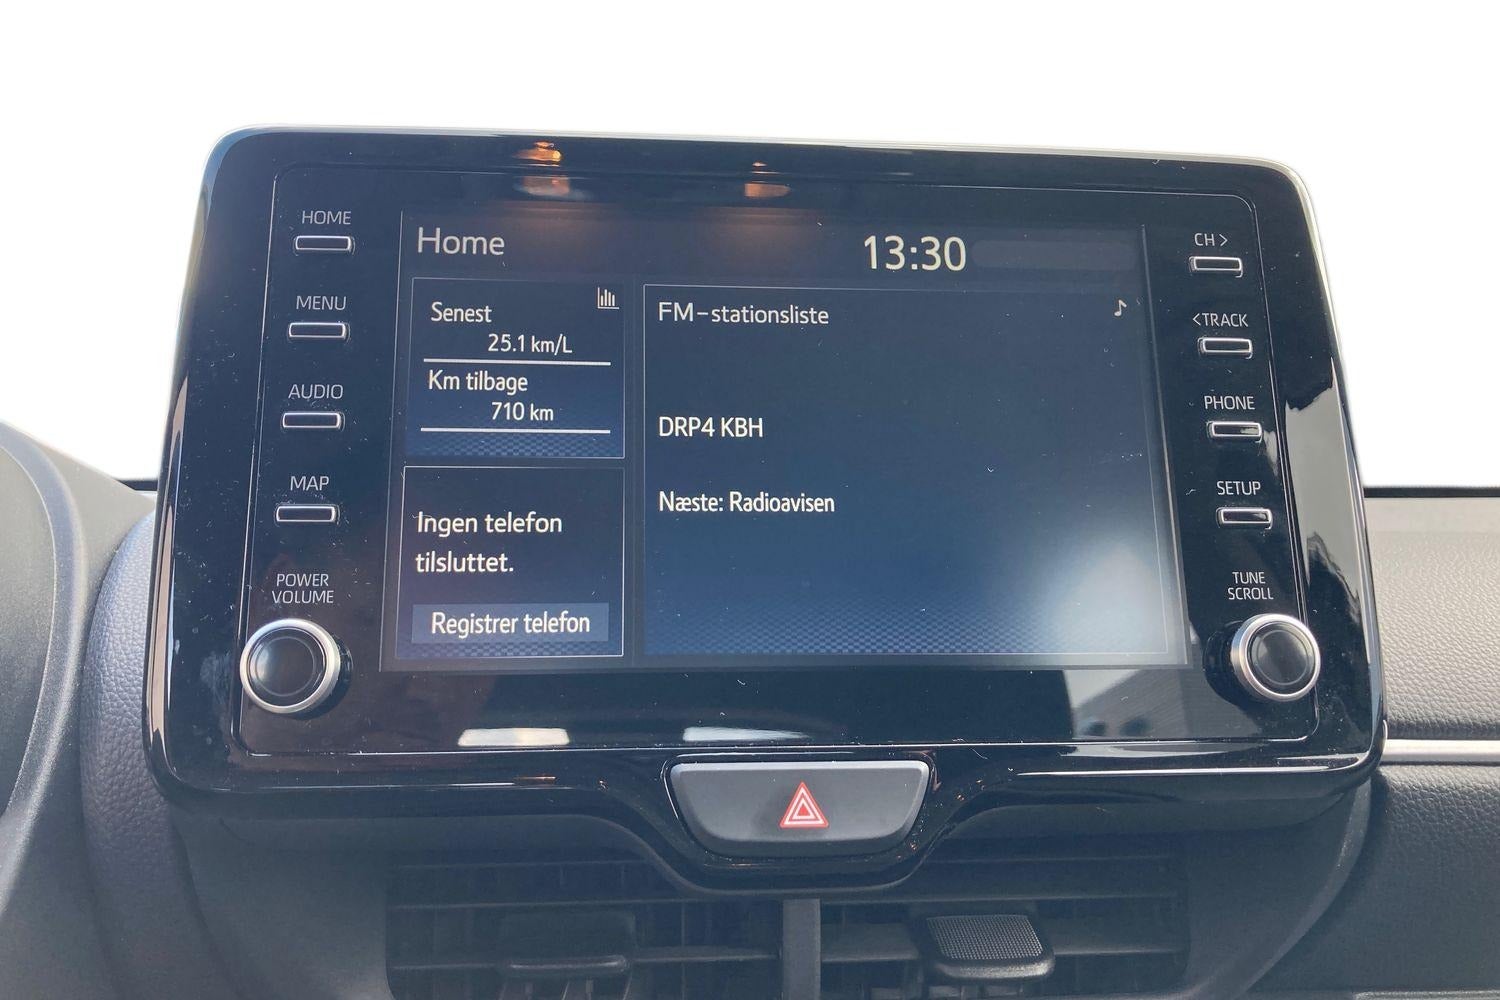 HOME
MENU
AUDIO
MAP
POWER
VOLUME
Home
13:30
Senest
25.1 km/L
Km tilbage
710 km
Ingen telefon
tilsluttet.
Registrer telefon
FM-stationsliste
DRP4 KBH
Næste: Radioavisen
CH >
<TRACK
PHONE
SETUP
TUNE
SCROLL